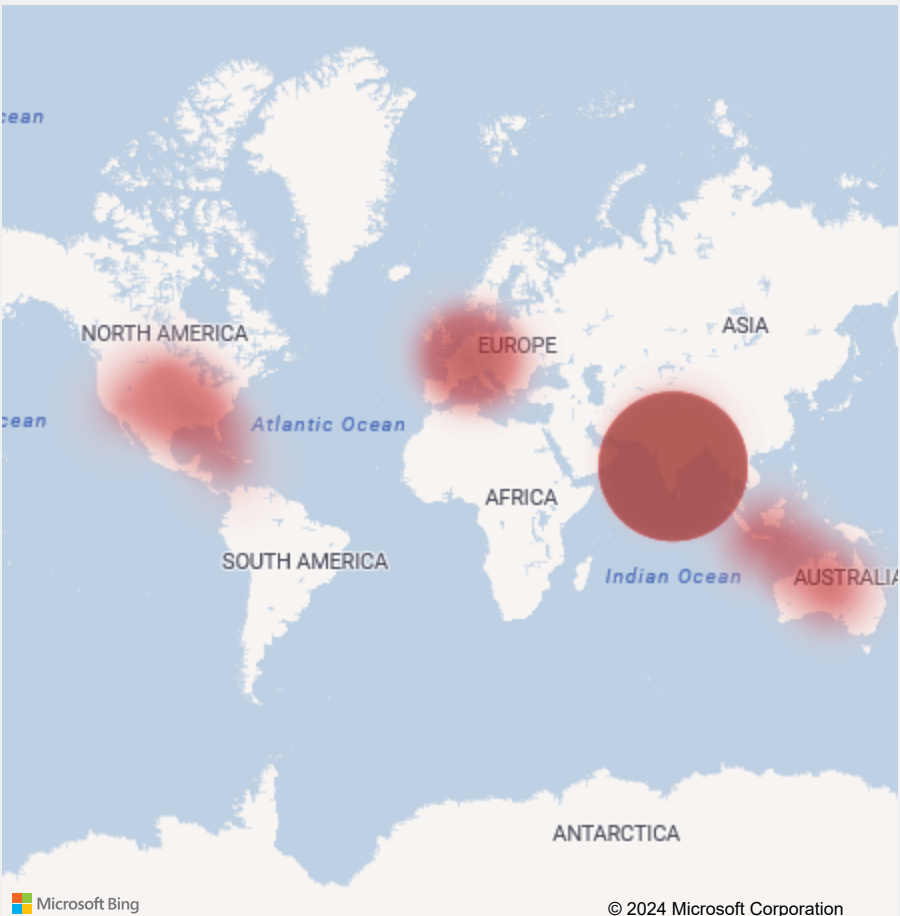 cean
NORTH AMERICA
ASIA
EUROPE
cean
Atlantic Ocean
AFRICA
SOUTH AMERICA
Indian Ocean
AUSTRALIA
ANTARCTICA
Microsoft Bing
© 2024 Microsoft Corporation